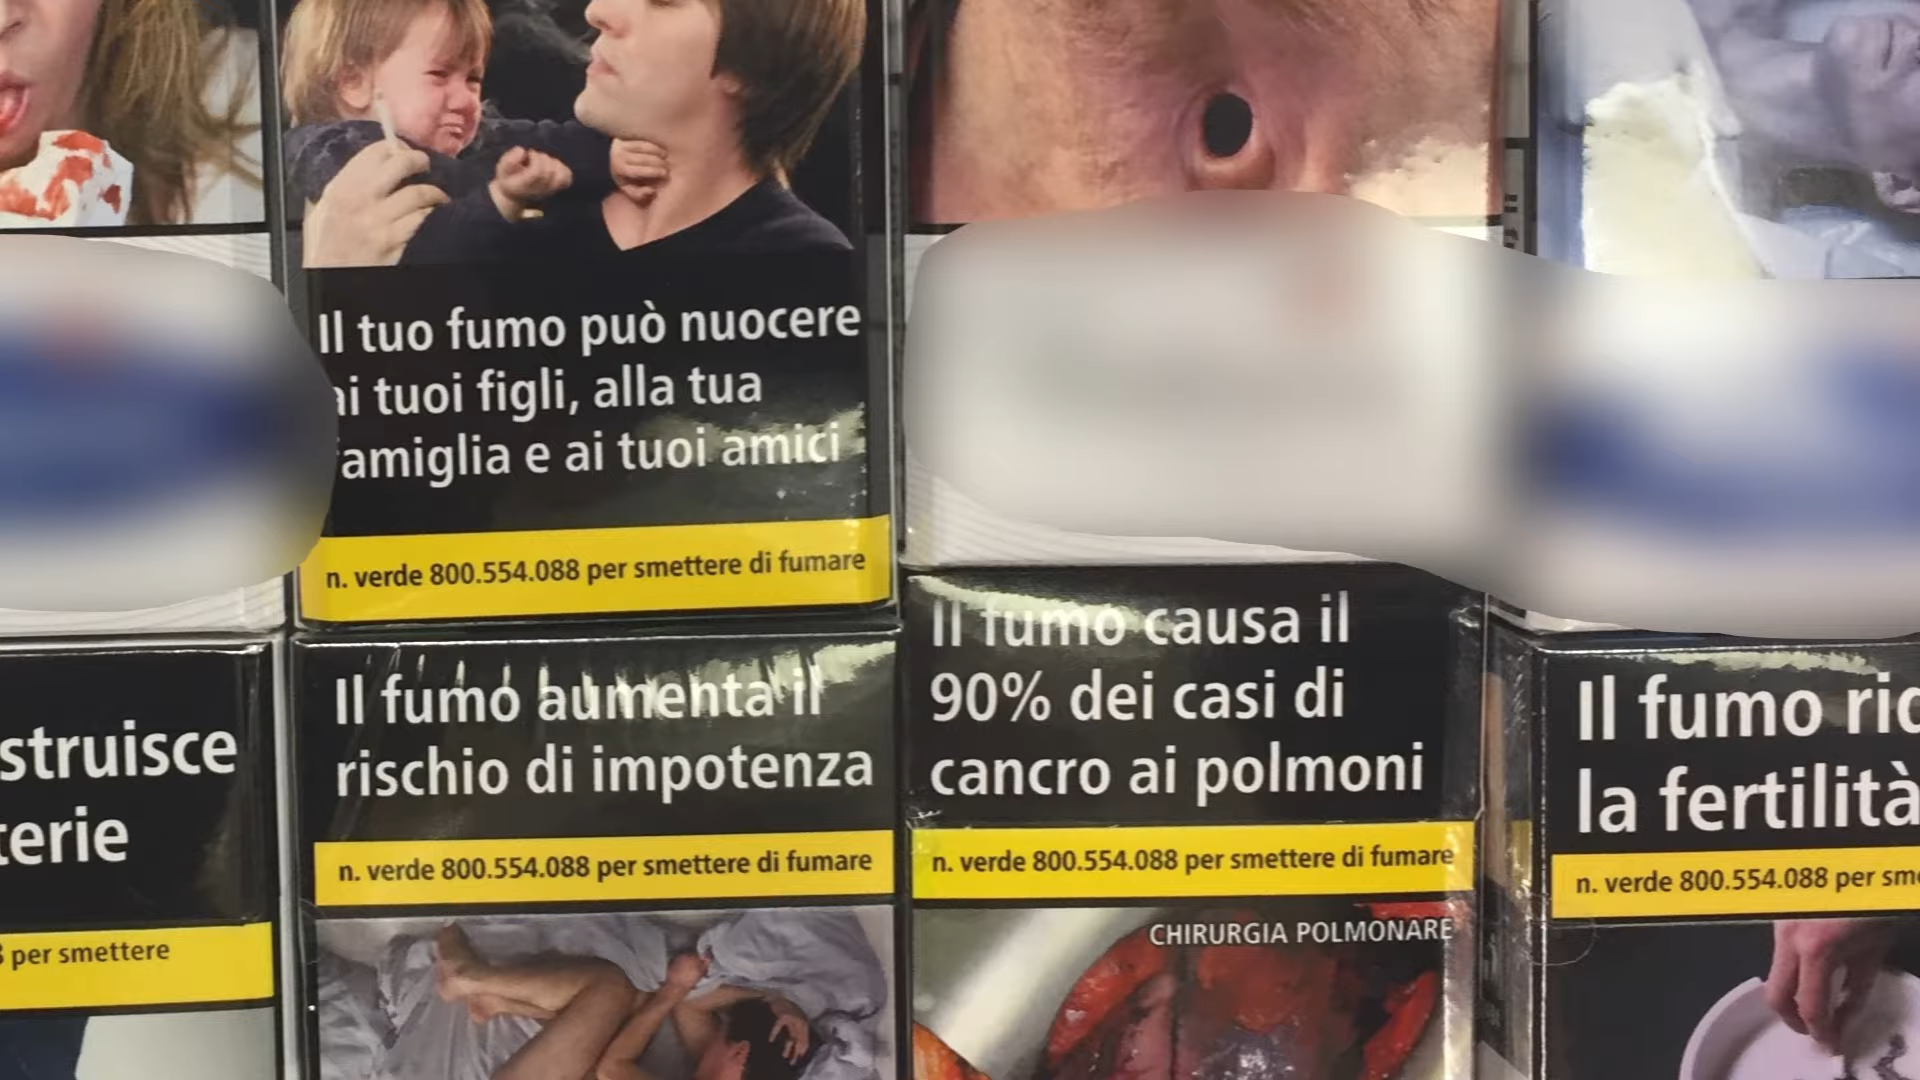 Il tuo fumo può nuocere
ai tuoi figli, alla tua
famiglia e ai tuoi amici
n. verde 800.554.088 per smettere di fumare
struisce
terie
per smettere
Il fumo aumenta il
rischio di impotenza
n. verde 800.554.088 per smettere di fumare
Il fumo causa il
90% dei casi di
cancro ai polmoni
n. verde 800.554.088 per smettere di fumare
CHIRURGIA POLMONARE
Il fumo rid
la fertilità
n. verde 800.554.088 per sme